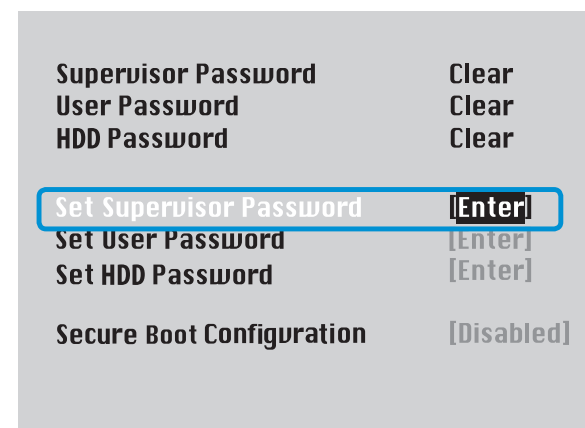 Supervisor Password Clear
User Password Clear
HDD Password Clear
Set Supervisor Password [Enter]
Set User Password [Enter]
Set HDD Password [Enter]
Secure Boot Configuration [Disabled]